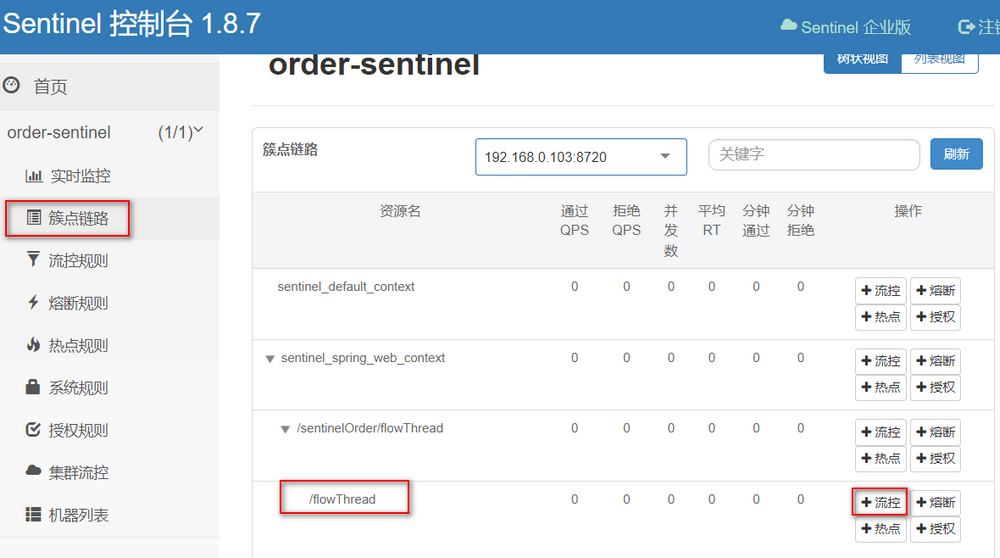 Sentinel 控制台 1.8.7
Sentinel 企业版
注销
order-sentinel
树状视图
列表视图
首页
order-sentinel (1/1)
实时监控
簇点链路
流控规则
熔断规则
热点规则
系统规则
授权规则
集群流控
机器列表
簇点链路
192.168.0.103:8720
关键字
刷新
资源名
通过 QPS
拒绝 QPS
并发数
平均 RT
分钟通过
分钟拒绝
操作
sentinel_default_context 0 0 0 0 0 0
流控 熔断
热点 授权
sentinel_spring_web_context 0 0 0 0 0 0
流控 熔断
热点 授权
/sentinelOrder/flowThread 0 0 0 0 0 0
流控 熔断
热点 授权
/flowThread 0 0 0 0 0 0
流控 熔断
热点 授权